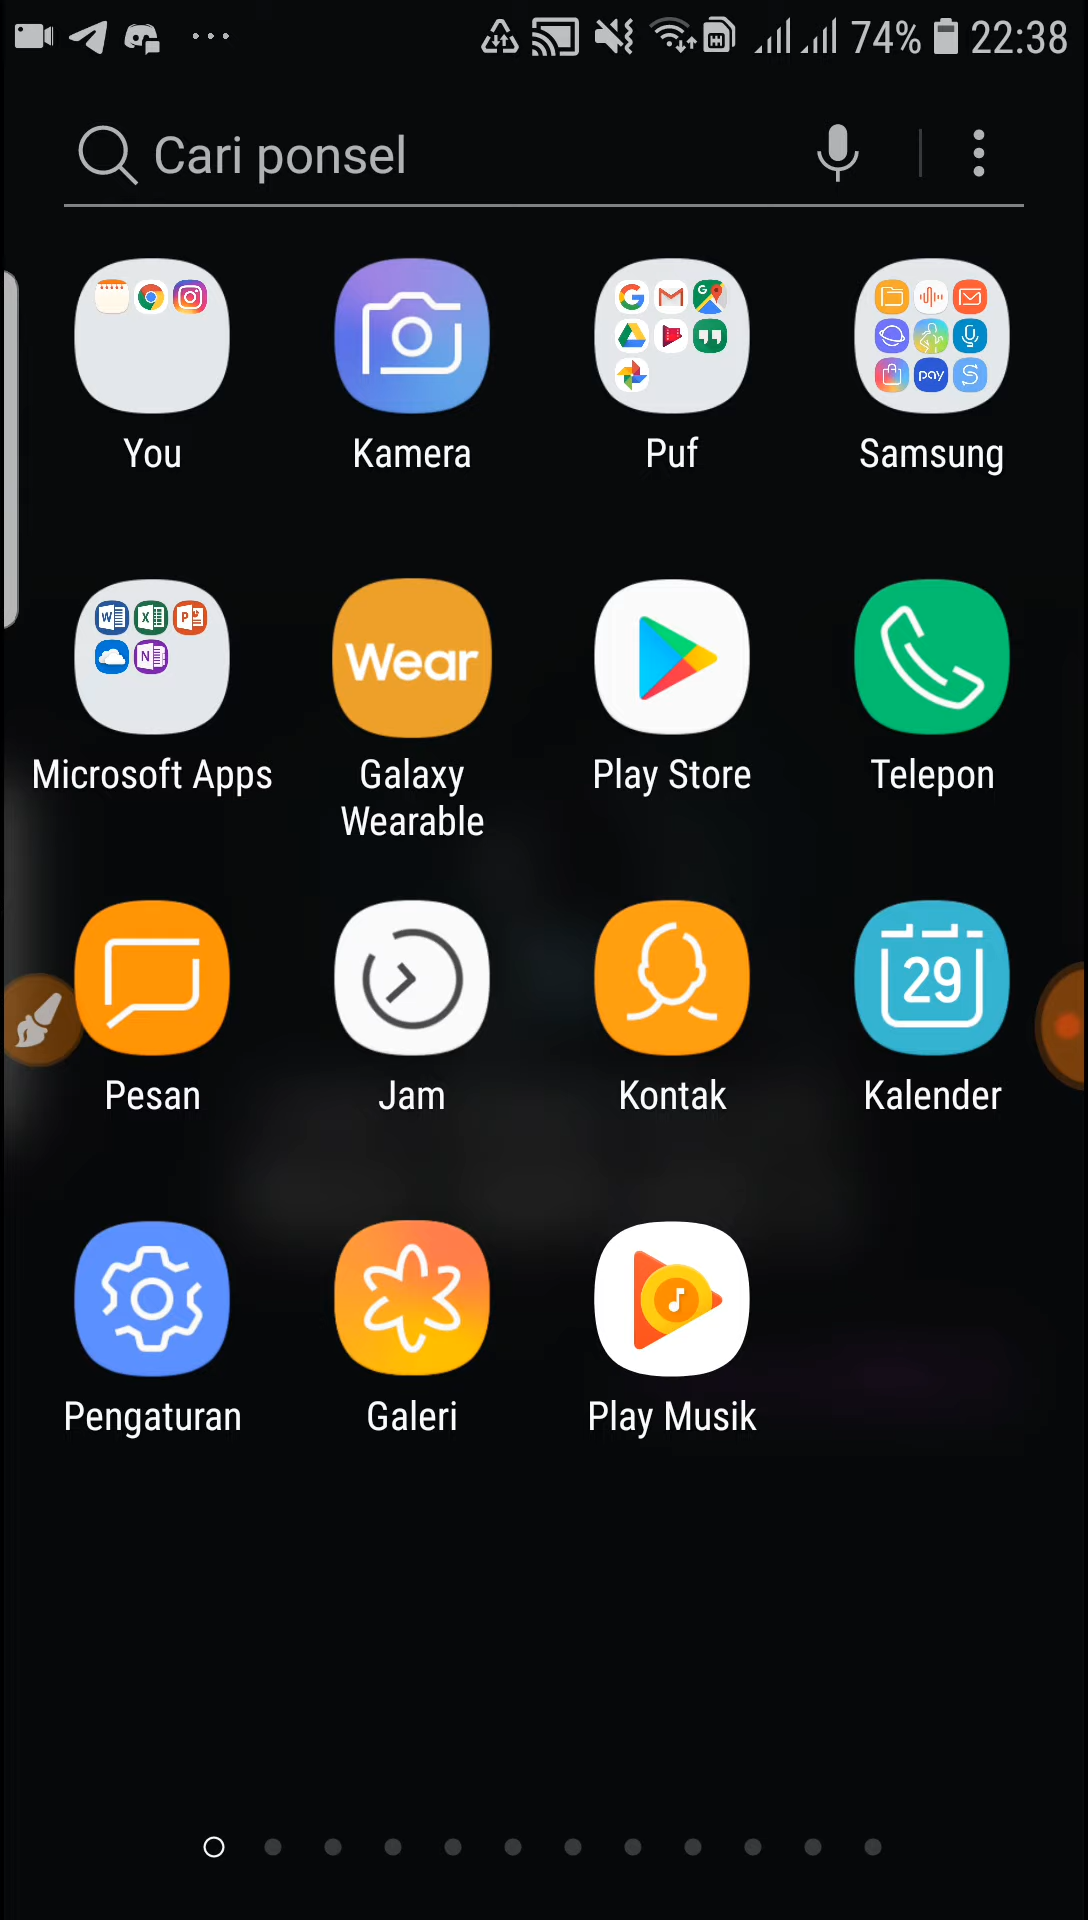 74% 22:38
Cari ponsel
pay
You Kamera Puf Samsung
Wear
Microsoft Apps Galaxy Wearable Play Store Telepon
29
Pesan Jam Kontak Kalender
Pengaturan Galeri Play Musik